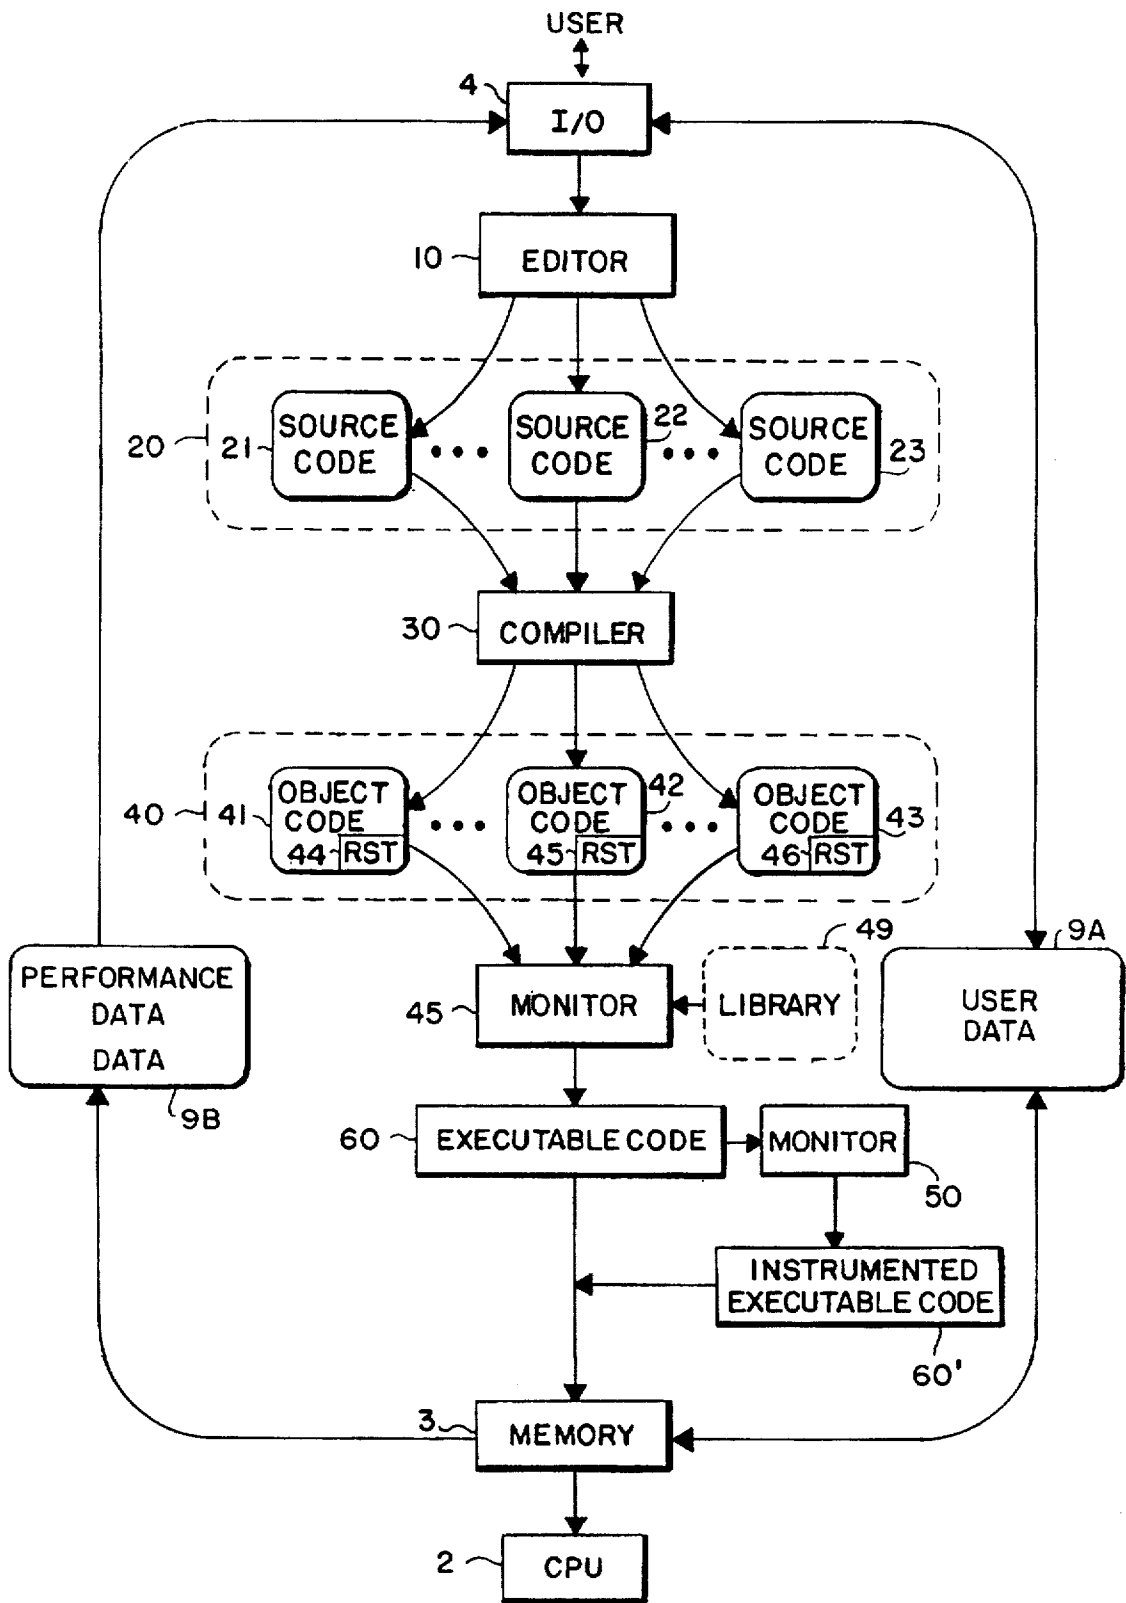 USER
4
I/O
10
EDITOR
20
21
SOURCE
CODE
SOURCE
CODE
22
SOURCE
CODE
23
30
COMPILER
40
41
OBJECT
CODE
44
RST
OBJECT
CODE
42
45
RST
OBJECT
CODE
43
46
RST
PERFORMANCE
DATA
DATA
9B
45
MONITOR
LIBRARY
49
9A
USER
DATA
60
EXECUTABLE CODE
MONITOR
50
INSTRUMENTED
EXECUTABLE CODE
60'
3
MEMORY
2
CPU